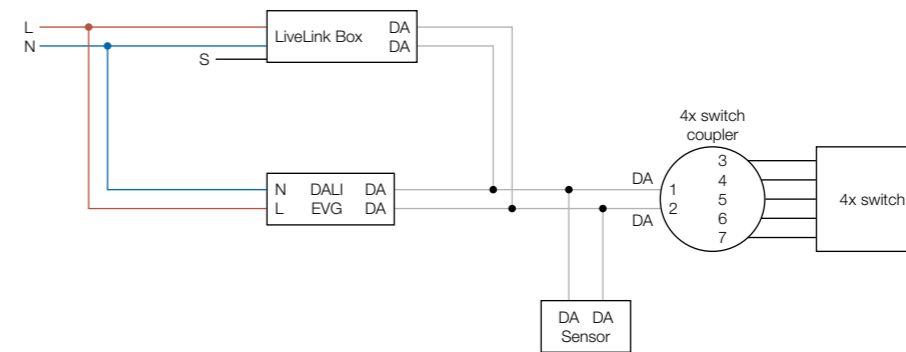 L
N
S
LiveLink Box
DA
DA
N DALI DA
L EVG DA
4x switch
coupler
DA
DA
1
2
3
4
5
6
7
4x switch
DA DA
Sensor